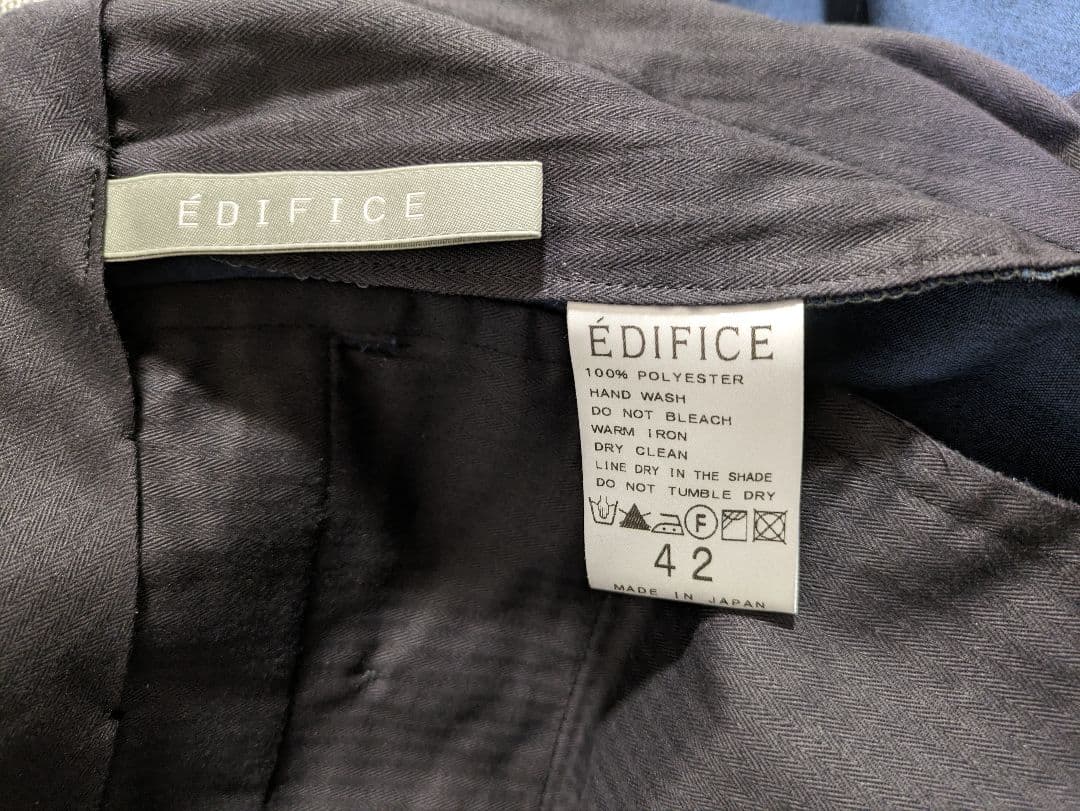 ÉDIFICE
ÉDIFICE
100% POLYESTER
HAND WASH
DO NOT BLEACH
WARM IRON
DRY CLEAN
LINE DRY IN THE SHADE
DO NOT TUMBLE DRY
F
42
MADE IN JAPAN